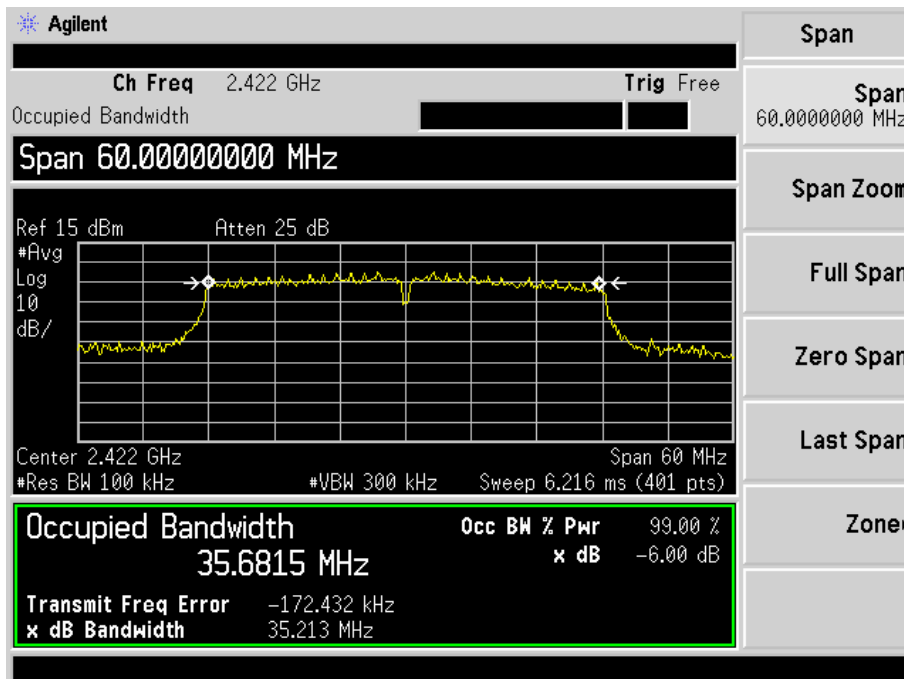 Agilent
Span
Ch Freq 2.422 GHz Trig Free
Occupied Bandwidth
Span
60.0000000 MHz
Span 60.00000000 MHz
Span Zoom
Ref 15 dBm Atten 25 dB
#Avg
Log
10
dB/
Full Span
Zero Span
Last Span
Center 2.422 GHz Span 60 MHz
#Res BW 100 kHz #VBW 300 kHz Sweep 6.216 ms (401 pts)
Occupied Bandwidth Occ BW % Pwr 99.00 %
35.6815 MHz x dB -6.00 dB
Zone
Transmit Freq Error -172.432 kHz
x dB Bandwidth 35.213 MHz